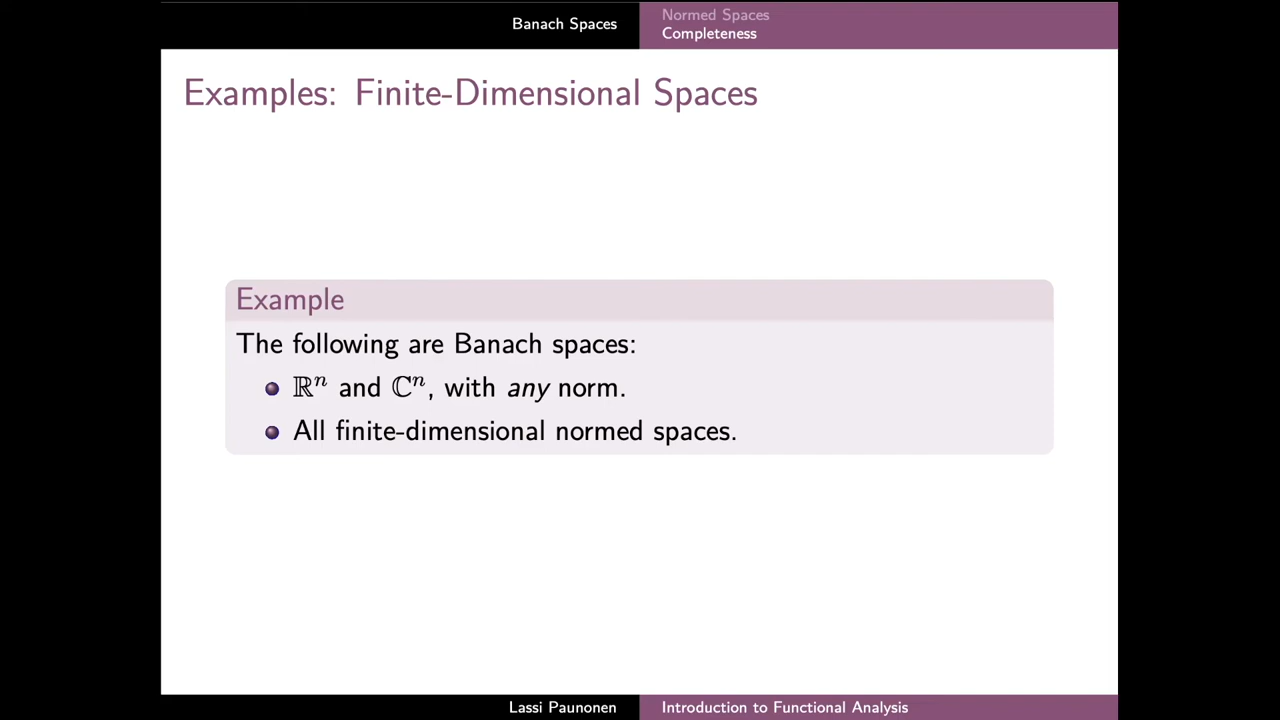 Banach Spaces
Normed Spaces
Completeness
Examples: Finite-Dimensional Spaces
Example
The following are Banach spaces:
ℝⁿ and ℂⁿ, with any norm.
All finite-dimensional normed spaces.
Lassi Paunonen
Introduction to Functional Analysis